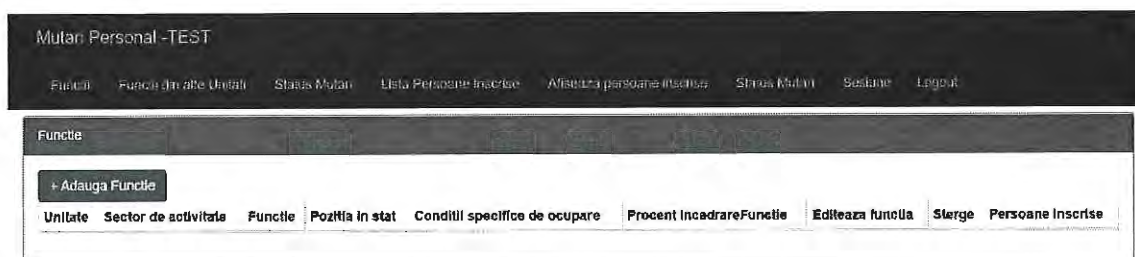 Mutari Personal -TEST
Functii Functii din alte Unitati Status Mutari Lista Persoane Inscrise Afiseaza persoane inscrise Status Mutari Sesiune Logout
Functie
+ Adauga Functie
Unitate Sector de activitate Functie Pozitia in stat Conditii specifice de ocupare Procent IncadrareFunctie Editeaza functia Sterge Persoane Inscrise